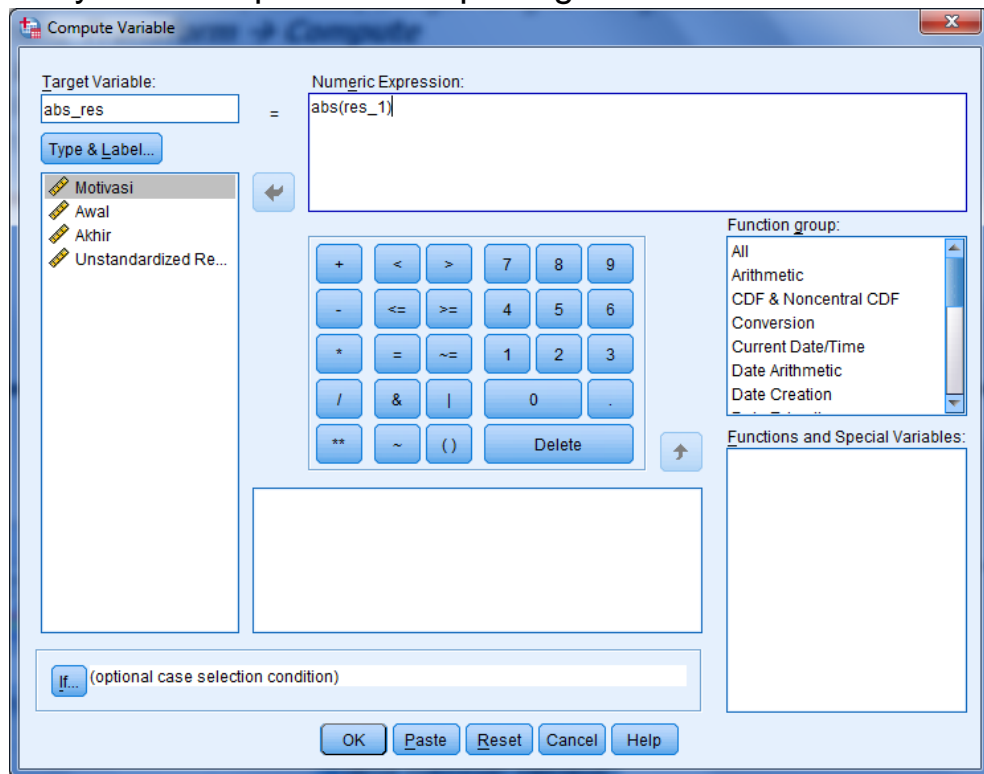 Compute Variable
Target Variable:
Numeric Expression:
abs_res
=
abs(res_1)
Type & Label...
Motivasi
Awal
Akhir
Unstandardized Re...
Function group:
All
Arithmetic
CDF & Noncentral CDF
Conversion
Current Date/Time
Date Arithmetic
Date Creation
+ < > 7 8 9
- <= >= 4 5 6
* = ~= 1 2 3
/ & | 0 .
** ~ ( ) Delete
Functions and Special Variables:
If... (optional case selection condition)
OK Paste Reset Cancel Help